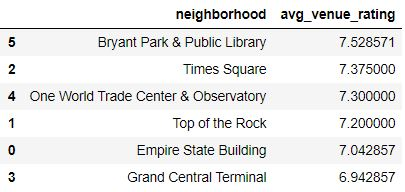 neighborhood avg_venue_rating
5 Bryant Park & Public Library 7.528571
2 Times Square 7.375000
4 One World Trade Center & Observatory 7.300000
1 Top of the Rock 7.200000
0 Empire State Building 7.042857
3 Grand Central Terminal 6.942857